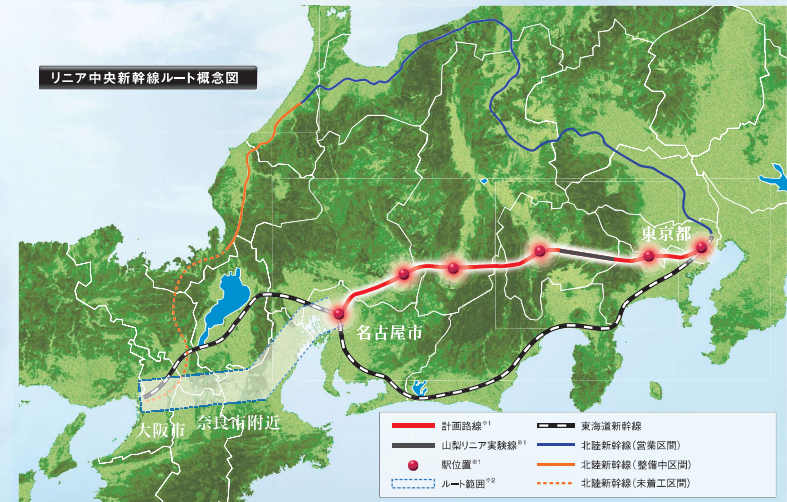 リニア中央新幹線ルート概念図
東京都
名古屋市
大阪市
奈良市附近
計画路線※1
山梨リニア実験線※1
駅位置※1
ルート範囲※2
東海道新幹線
北陸新幹線(営業区間)
北陸新幹線(整備中区間)
北陸新幹線(未着工区間)